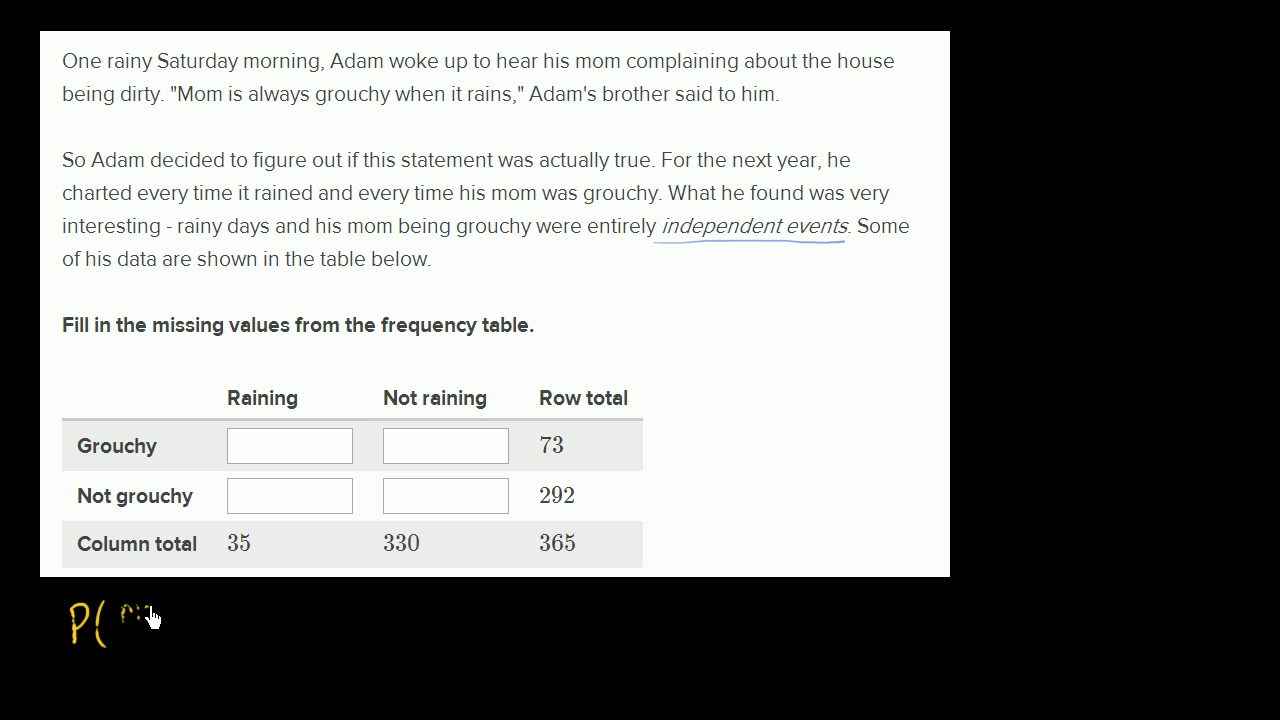 One rainy Saturday morning, Adam woke up to hear his mom complaining about the house
being dirty. "Mom is always grouchy when it rains," Adam's brother said to him.
So Adam decided to figure out if this statement was actually true. For the next year, he
charted every time it rained and every time his mom was grouchy. What he found was very
interesting - rainy days and his mom being grouchy were entirely independent events. Some
of his data are shown in the table below.
Fill in the missing values from the frequency table.
Raining Not raining Row total
Grouchy 73
Not grouchy 292
Column total 35 330 365
P(